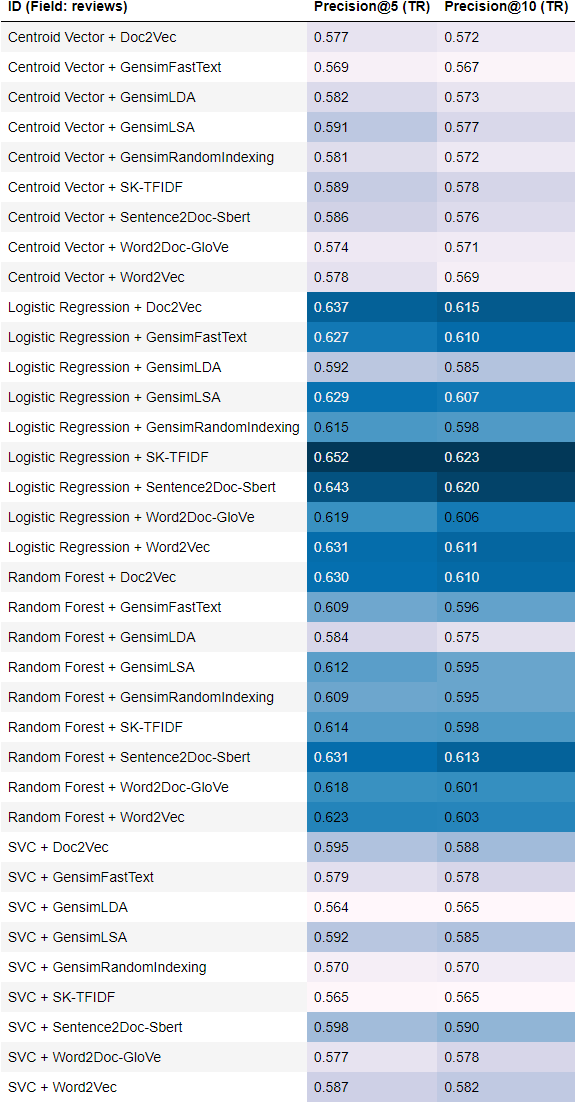 ID (Field: reviews) Precision@5 (TR) Precision@10 (TR)
Centroid Vector + Doc2Vec 0.577 0.572
Centroid Vector + GensimFastText 0.569 0.567
Centroid Vector + GensimLDA 0.582 0.573
Centroid Vector + GensimLSA 0.591 0.577
Centroid Vector + GensimRandomIndexing 0.581 0.572
Centroid Vector + SK-TFIDF 0.589 0.578
Centroid Vector + Sentence2Doc-Sbert 0.586 0.576
Centroid Vector + Word2Doc-GloVe 0.574 0.571
Centroid Vector + Word2Vec 0.578 0.569
Logistic Regression + Doc2Vec 0.637 0.615
Logistic Regression + GensimFastText 0.627 0.610
Logistic Regression + GensimLDA 0.592 0.585
Logistic Regression + GensimLSA 0.629 0.607
Logistic Regression + GensimRandomIndexing 0.615 0.598
Logistic Regression + SK-TFIDF 0.652 0.623
Logistic Regression + Sentence2Doc-Sbert 0.643 0.620
Logistic Regression + Word2Doc-GloVe 0.619 0.606
Logistic Regression + Word2Vec 0.631 0.611
Random Forest + Doc2Vec 0.630 0.610
Random Forest + GensimFastText 0.609 0.596
Random Forest + GensimLDA 0.584 0.575
Random Forest + GensimLSA 0.612 0.595
Random Forest + GensimRandomIndexing 0.609 0.595
Random Forest + SK-TFIDF 0.614 0.598
Random Forest + Sentence2Doc-Sbert 0.631 0.613
Random Forest + Word2Doc-GloVe 0.618 0.601
Random Forest + Word2Vec 0.623 0.603
SVC + Doc2Vec 0.595 0.588
SVC + GensimFastText 0.579 0.578
SVC + GensimLDA 0.564 0.565
SVC + GensimLSA 0.592 0.585
SVC + GensimRandomIndexing 0.570 0.570
SVC + SK-TFIDF 0.565 0.565
SVC + Sentence2Doc-Sbert 0.598 0.590
SVC + Word2Doc-GloVe 0.577 0.578
SVC + Word2Vec 0.587 0.582